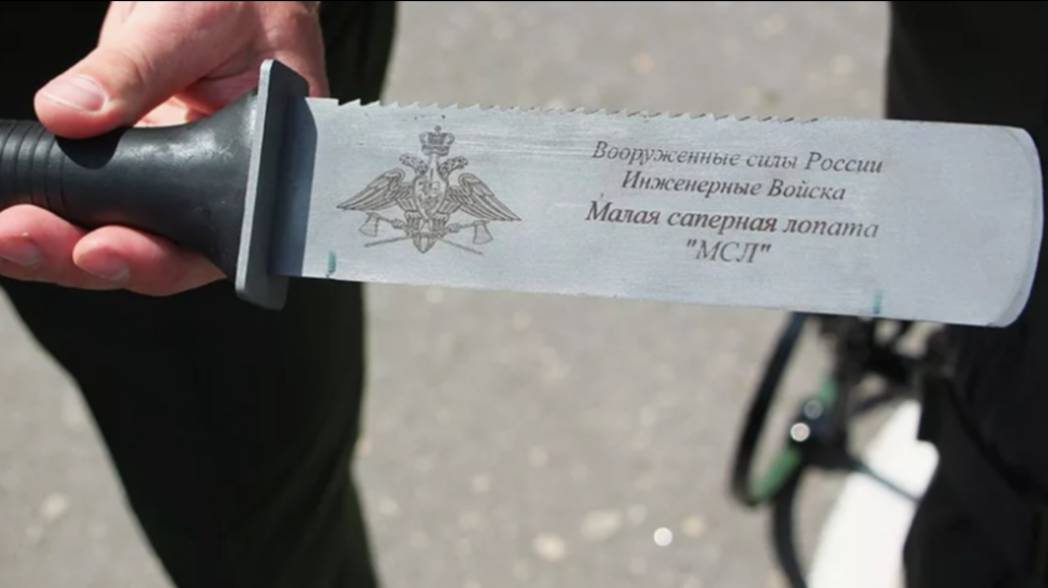 Вооруженные силы России
Инженерные Войска
Малая саперная лопата
"МСЛ"